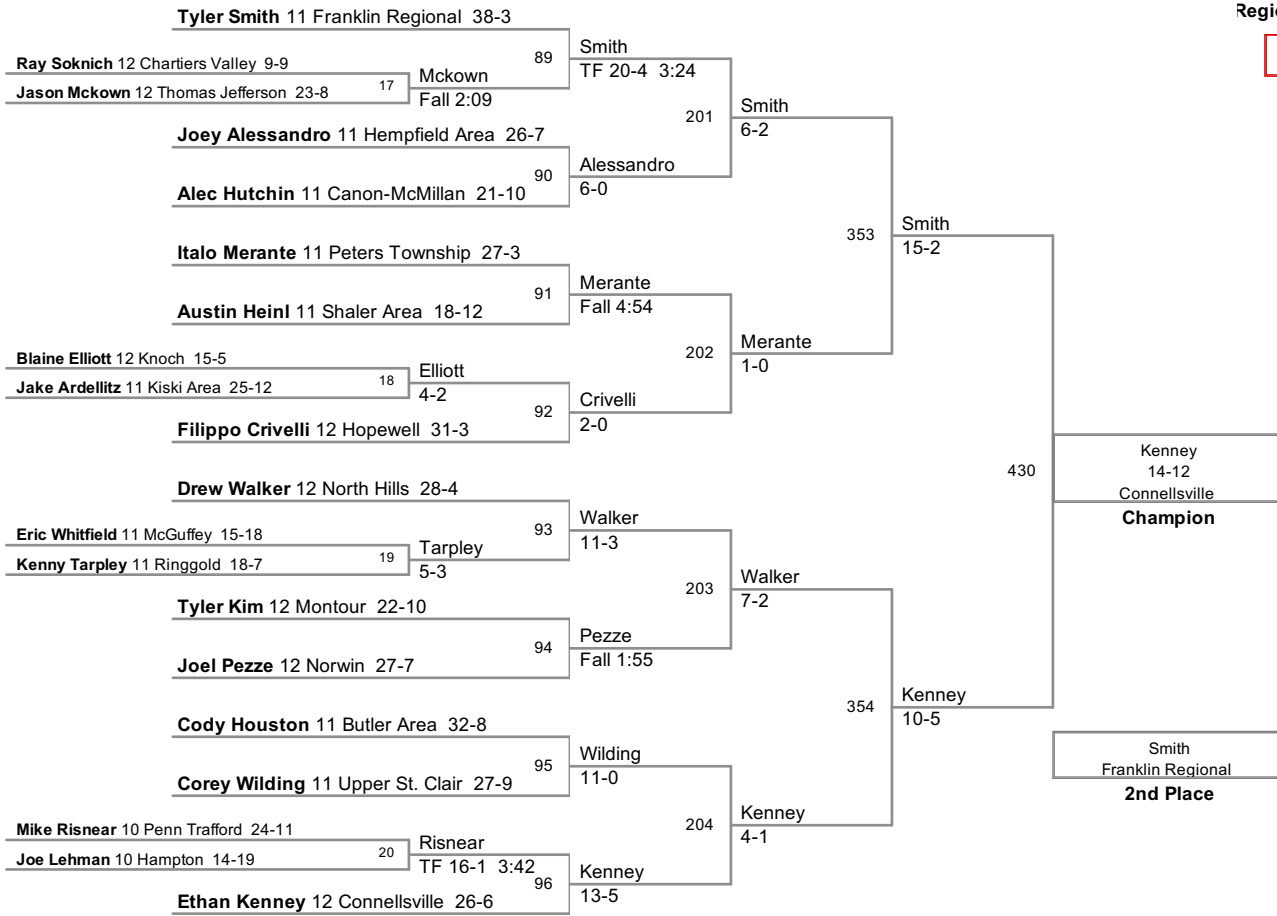 Regio
Tyler Smith 11 Franklin Regional 38-3
89
Smith
TF 20-4 3:24
Ray Soknich 12 Chartiers Valley 9-9
17
Mckown
Fall 2:09
Jason Mckown 12 Thomas Jefferson 23-8
201
Smith
6-2
Joey Alessandro 11 Hempfield Area 26-7
90
Alessandro
6-0
Alec Hutchin 11 Canon-McMillan 21-10
353
Smith
15-2
Italo Merante 11 Peters Township 27-3
91
Merante
Fall 4:54
Austin Heinl 11 Shaler Area 18-12
202
Merante
1-0
Blaine Elliott 12 Knoch 15-5
18
Elliott
4-2
Jake Ardellitz 11 Kiski Area 25-12
92
Crivelli
2-0
Filippo Crivelli 12 Hopewell 31-3
430
Kenney
14-12
Connellsville
Champion
Drew Walker 12 North Hills 28-4
93
Walker
11-3
Eric Whitfield 11 McGuffey 15-18
19
Tarpley
5-3
Kenny Tarpley 11 Ringgold 18-7
203
Walker
7-2
Tyler Kim 12 Montour 22-10
94
Pezze
Fall 1:55
Joel Pezze 12 Norwin 27-7
354
Kenney
10-5
Cody Houston 11 Butler Area 32-8
95
Wilding
11-0
Corey Wilding 11 Upper St. Clair 27-9
Smith
Franklin Regional
2nd Place
204
Kenney
4-1
Mike Risnear 10 Penn Trafford 24-11
20
Risnear
TF 16-1 3:42
Joe Lehman 10 Hampton 14-19
96
Kenney
13-5
Ethan Kenney 12 Connellsville 26-6